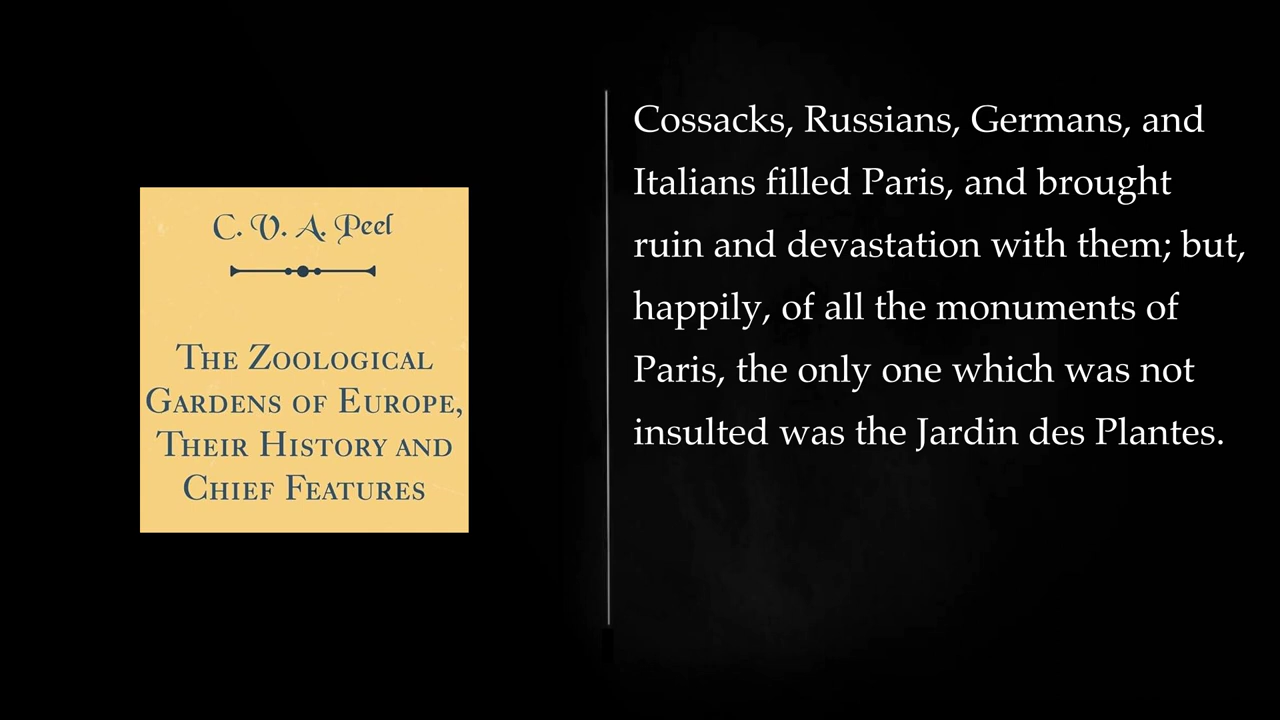 C. V. A. Peel
The Zoological
Gardens of Europe,
Their History and
Chief Features
Cossacks, Russians, Germans, and
Italians filled Paris, and brought
ruin and devastation with them; but,
happily, of all the monuments of
Paris, the only one which was not
insulted was the Jardin des Plantes.